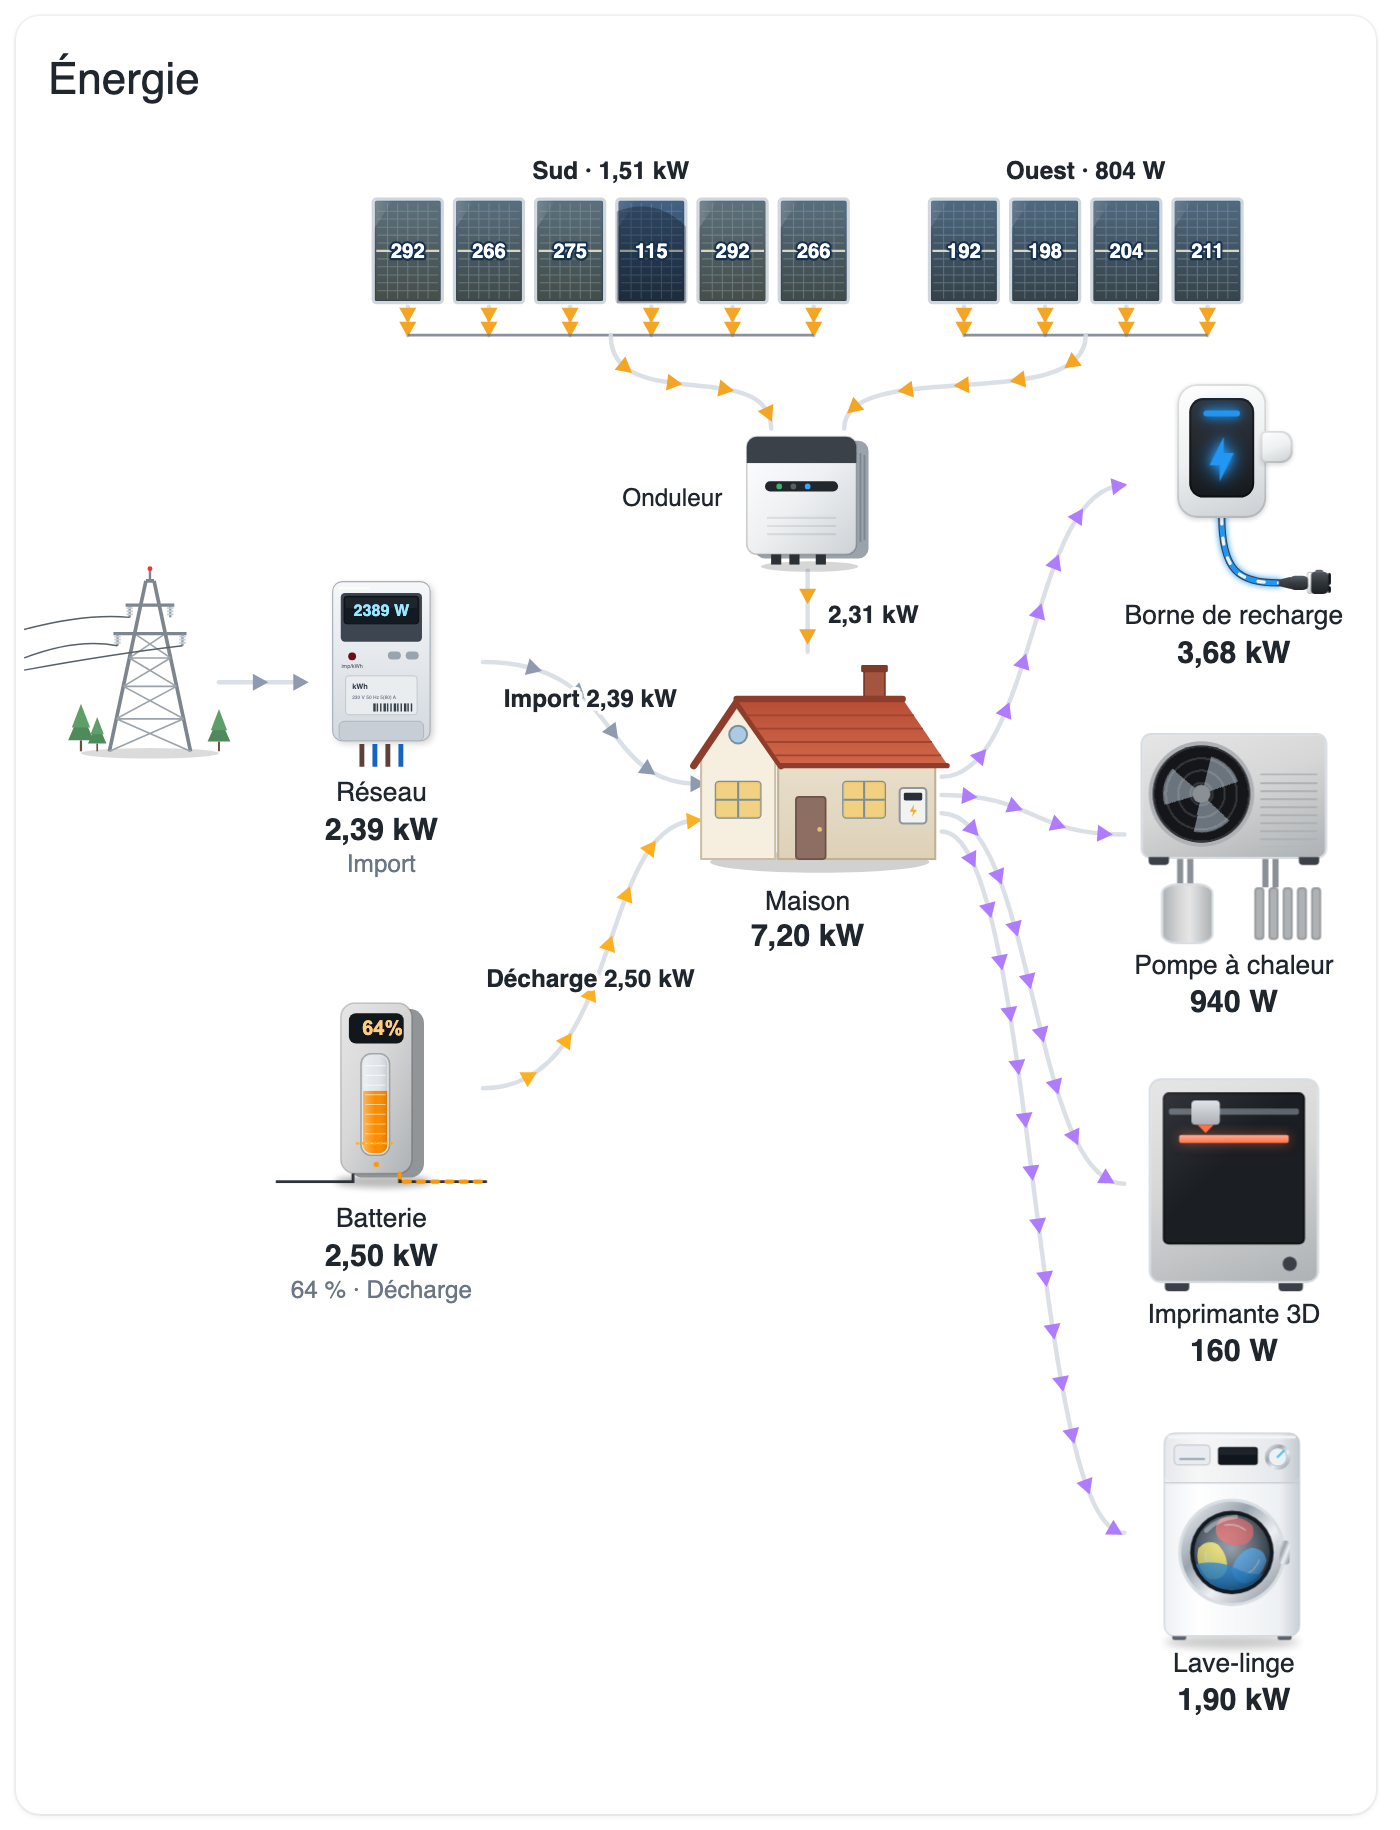 Énergie
Sud · 1,51 kW
Ouest · 804 W
292 266 275 115 292 266
192 198 204 211
Onduleur
2,31 kW
Borne de recharge
3,68 kW
2389 W
imp/kWh
kWh
Import 2,39 kW
Réseau
2,39 kW
Import
Maison
7,20 kW
Pompe à chaleur
940 W
Décharge 2,50 kW
64%
Batterie
2,50 kW
64 % · Décharge
Imprimante 3D
160 W
Lave-linge
1,90 kW